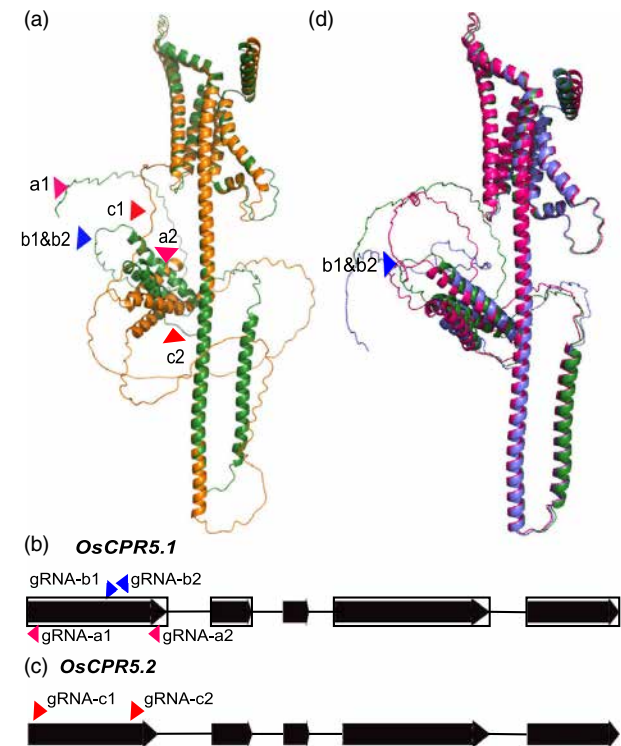 (a)
(d)
a1
c1
b1&b2
a2
c2
b1&b2
(b) OsCPR5.1
gRNA-b1 gRNA-b2
gRNA-a1 gRNA-a2
(c) OsCPR5.2
gRNA-c1 gRNA-c2